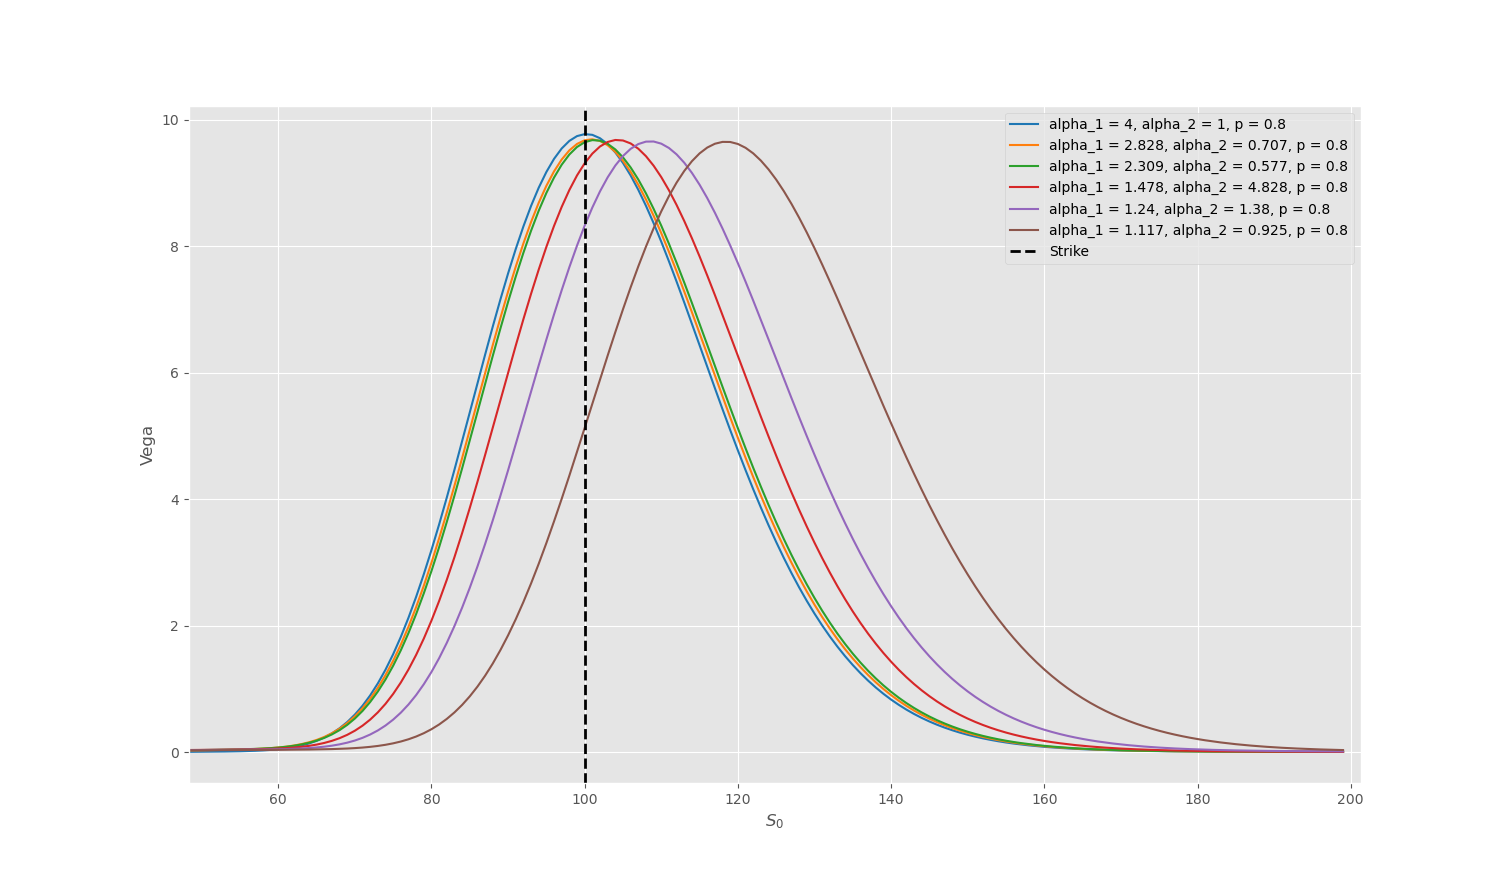 10
8
6
4
2
0
Vega
60 80 100 120 140 160 180 200
S₀
alpha_1 = 4, alpha_2 = 1, p = 0.8
alpha_1 = 2.828, alpha_2 = 0.707, p = 0.8
alpha_1 = 2.309, alpha_2 = 0.577, p = 0.8
alpha_1 = 1.478, alpha_2 = 4.828, p = 0.8
alpha_1 = 1.24, alpha_2 = 1.38, p = 0.8
alpha_1 = 1.117, alpha_2 = 0.925, p = 0.8
Strike